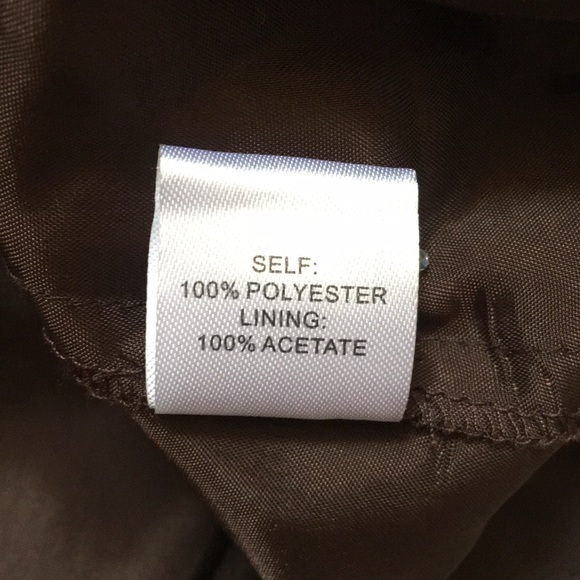 SELF:
100% POLYESTER
LINING:
100% ACETATE